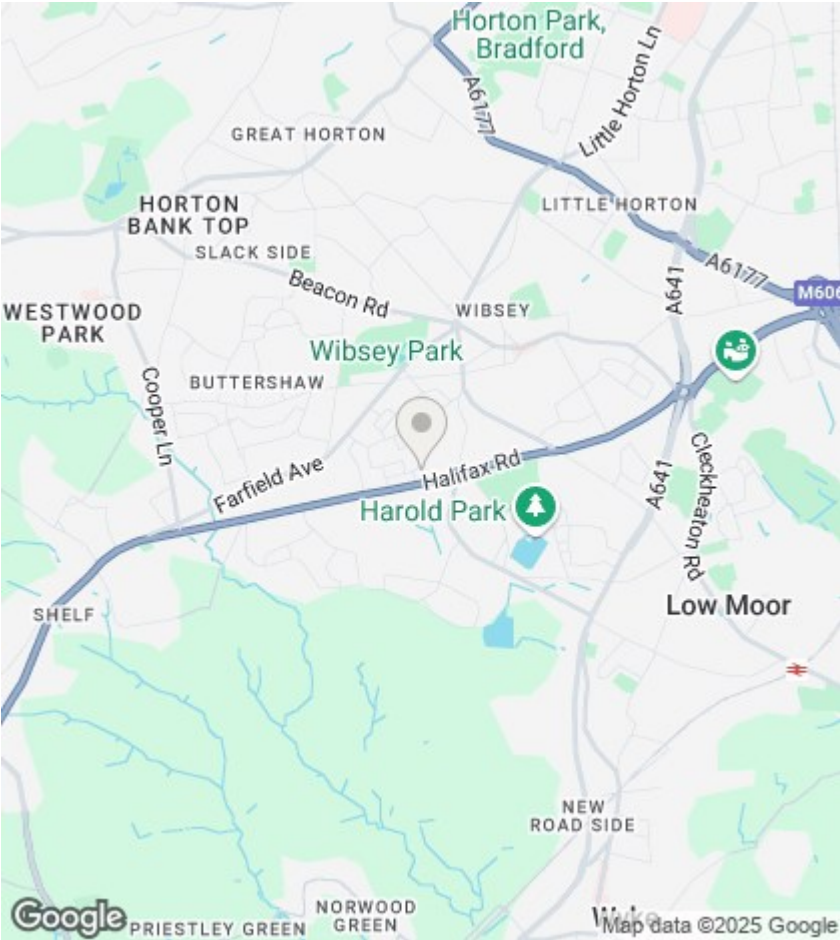 Horton Park,
Bradford
A6177
Little Horton Ln
GREAT HORTON
HORTON
BANK TOP
LITTLE HORTON
SLACK SIDE
A6177
A641
M606
Beacon Rd
WIBSEY
WESTWOOD
PARK
Wibsey Park
BUTTERSHAW
Cooper Ln
Farfield Ave
Halifax Rd
Cleckheaton Rd
A641
Harold Park
SHELF
Low Moor
NEW
ROAD SIDE
NORWOOD
GREEN
PRIESTLEY GREEN
Wyke
Google
Map data ©2025 Google